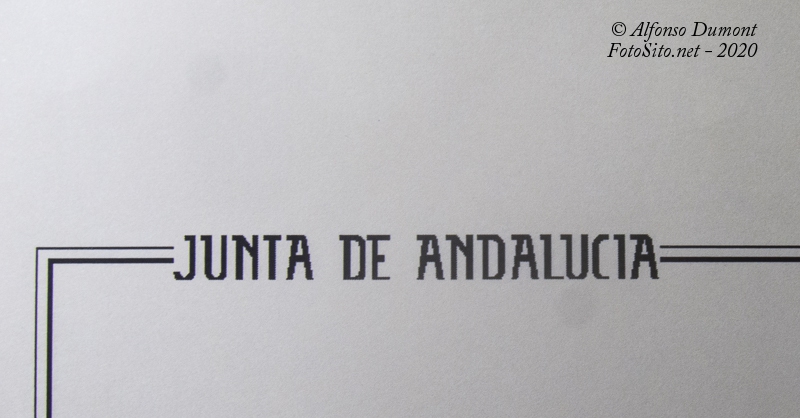 © Alfonso Dumont
FotoSito.net - 2020
JUNTA DE ANDALUCIA